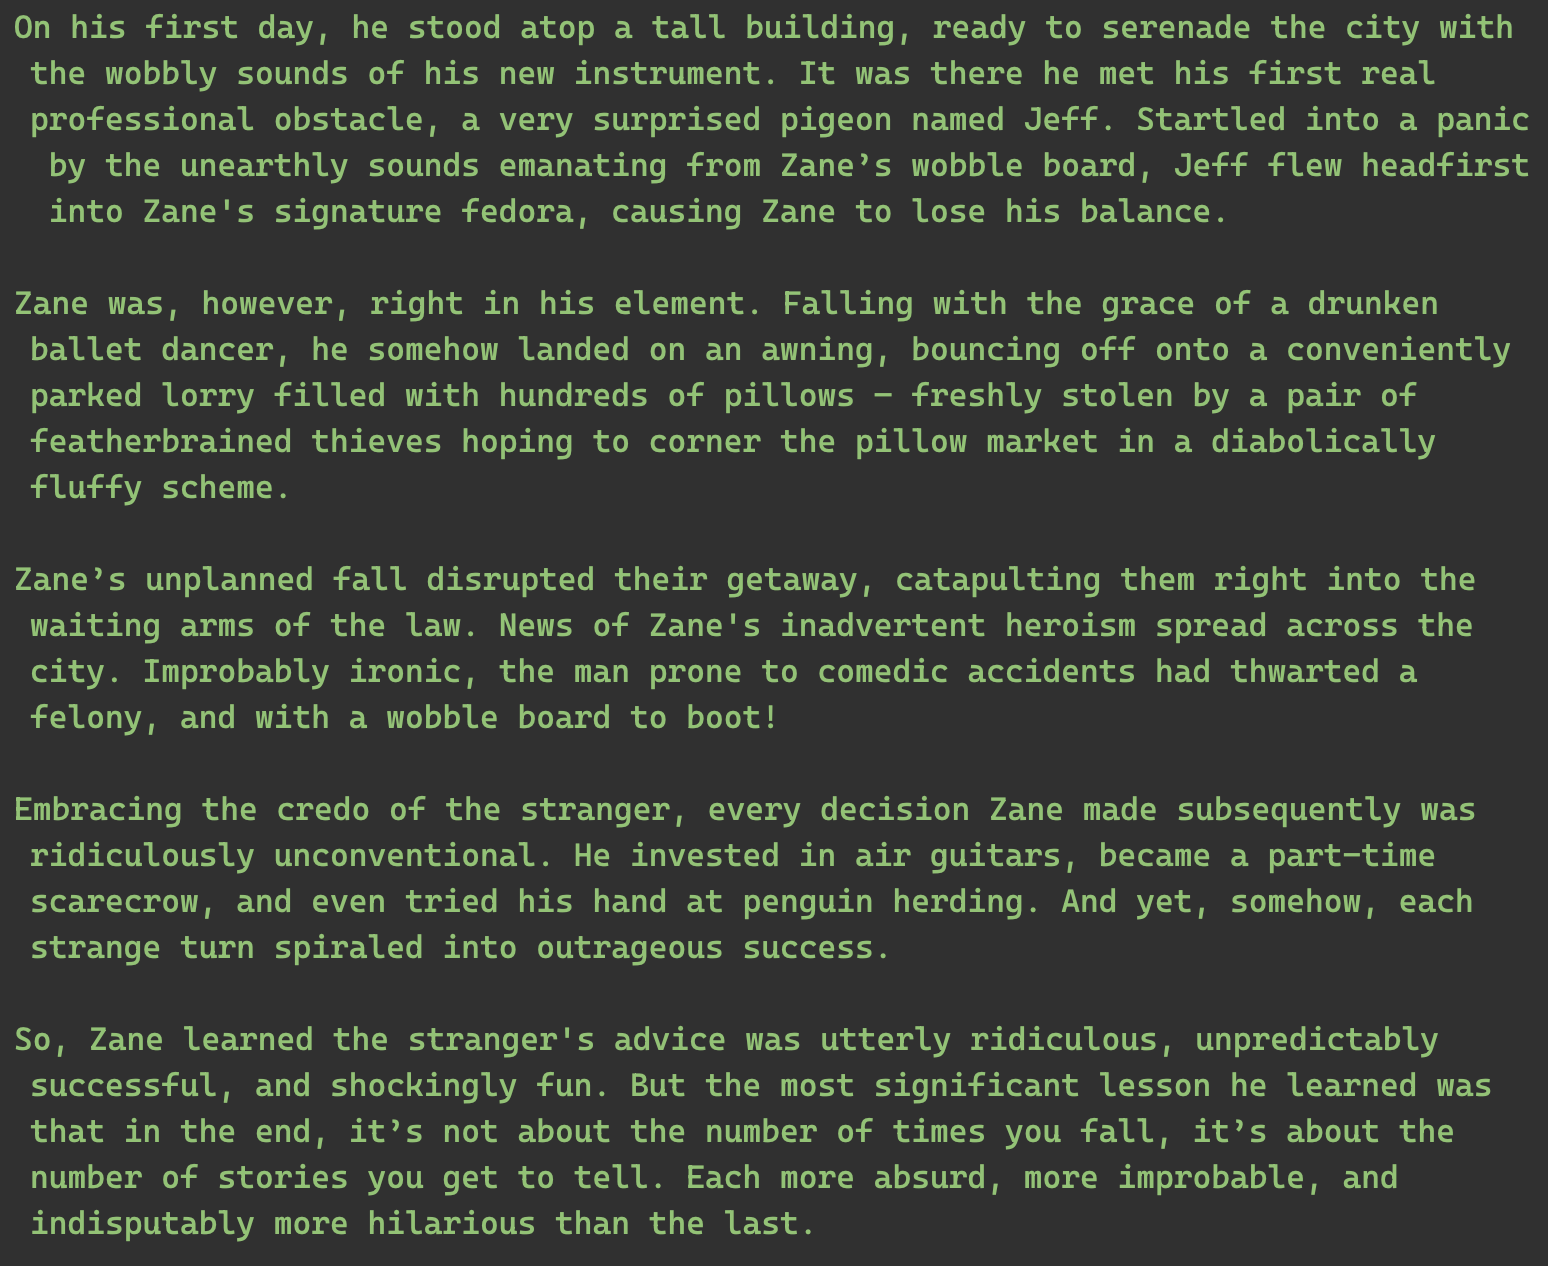 On his first day, he stood atop a tall building, ready to serenade the city with
the wobbly sounds of his new instrument. It was there he met his first real
professional obstacle, a very surprised pigeon named Jeff. Startled into a panic
by the unearthly sounds emanating from Zane’s wobble board, Jeff flew headfirst
into Zane's signature fedora, causing Zane to lose his balance.

Zane was, however, right in his element. Falling with the grace of a drunken
ballet dancer, he somehow landed on an awning, bouncing off onto a conveniently
parked lorry filled with hundreds of pillows – freshly stolen by a pair of
featherbrained thieves hoping to corner the pillow market in a diabolically
fluffy scheme.

Zane’s unplanned fall disrupted their getaway, catapulting them right into the
waiting arms of the law. News of Zane's inadvertent heroism spread across the
city. Improbably ironic, the man prone to comedic accidents had thwarted a
felony, and with a wobble board to boot!

Embracing the credo of the stranger, every decision Zane made subsequently was
ridiculously unconventional. He invested in air guitars, became a part-time
scarecrow, and even tried his hand at penguin herding. And yet, somehow, each
strange turn spiraled into outrageous success.

So, Zane learned the stranger's advice was utterly ridiculous, unpredictably
successful, and shockingly fun. But the most significant lesson he learned was
that in the end, it’s not about the number of times you fall, it’s about the
number of stories you get to tell. Each more absurd, more improbable, and
indisputably more hilarious than the last.